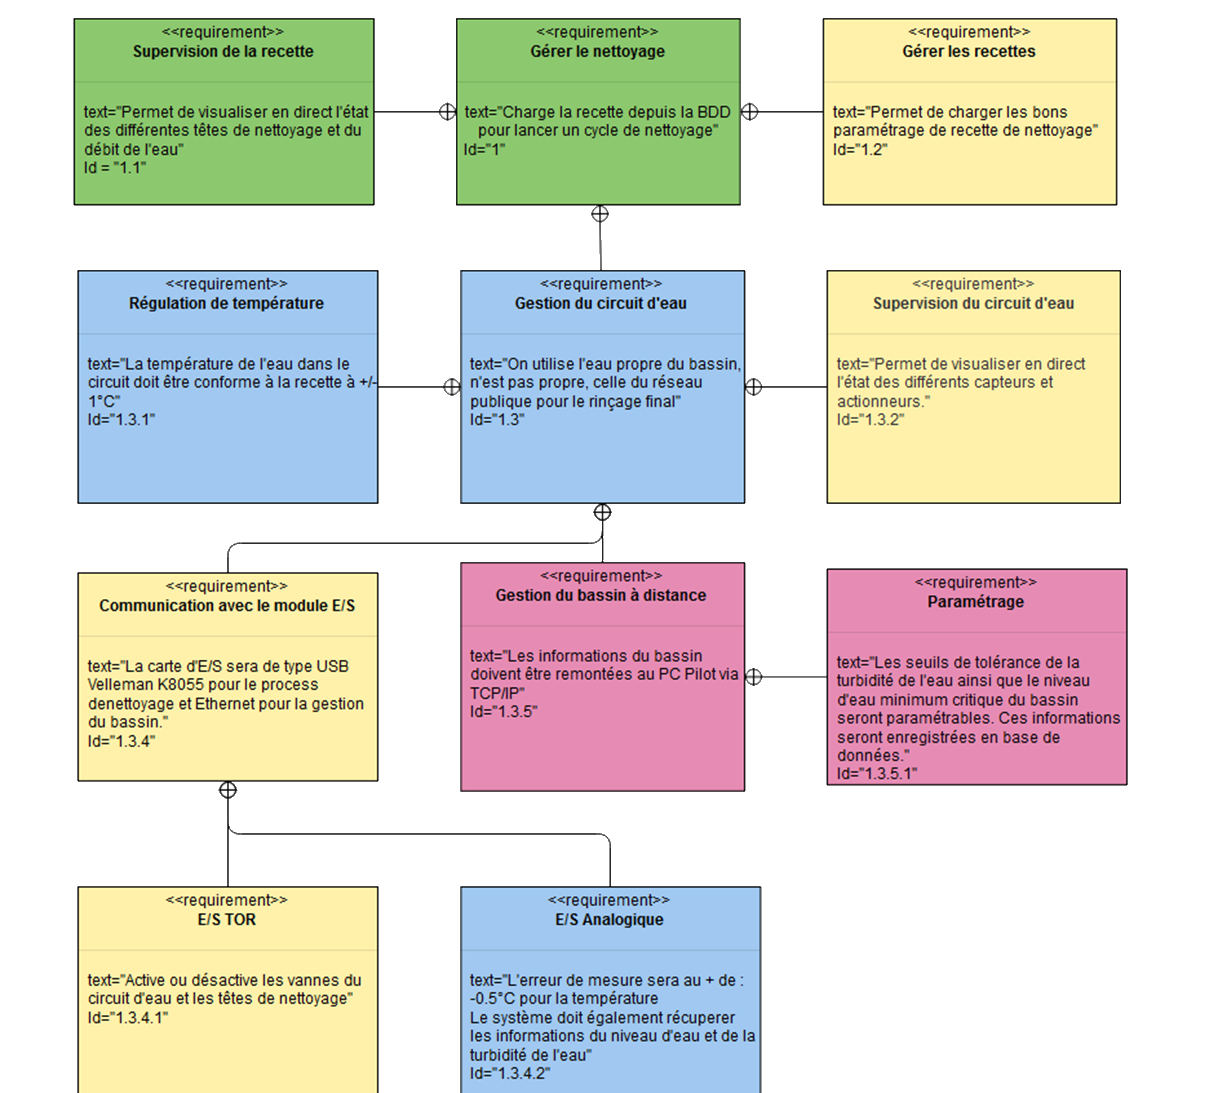 <<requirement>>
Supervision de la recette
text="Permet de visualiser en direct l'état
des différentes têtes de nettoyage et du
débit de l'eau"
Id = "1.1"
<<requirement>>
Gérer le nettoyage
text="Charge la recette depuis la BDD
pour lancer un cycle de nettoyage"
Id="1"
<<requirement>>
Gérer les recettes
text="Permet de charger les bons
paramétrage de recette de nettoyage"
Id="1.2"
<<requirement>>
Régulation de température
text="La température de l'eau dans le
circuit doit être conforme à la recette à +/-
1°C"
Id="1.3.1"
<<requirement>>
Gestion du circuit d'eau
text="On utilise l'eau propre du bassin,
n'est pas propre, celle du réseau
publique pour le rinçage final"
Id="1.3"
<<requirement>>
Supervision du circuit d'eau
text="Permet de visualiser en direct
l'état des différents capteurs et
actionneurs."
Id="1.3.2"
<<requirement>>
Communication avec le module E/S
text="La carte d'E/S sera de type USB
Velleman K8055 pour le process
denettoyage et Ethernet pour la gestion
du bassin."
Id="1.3.4"
<<requirement>>
Gestion du bassin à distance
text="Les informations du bassin
doivent être remontées au PC Pilot via
TCP/IP"
Id="1.3.5"
<<requirement>>
Paramétrage
text="Les seuils de tolérance de la
turbidité de l'eau ainsi que le niveau
d'eau minimum critique du bassin
seront paramétrables. Ces informations
seront enregistrées en base de
données."
Id="1.3.5.1"
<<requirement>>
E/S TOR
text="Active ou désactive les vannes du
circuit d'eau et les têtes de nettoyage"
Id="1.3.4.1"
<<requirement>>
E/S Analogique
text="L'erreur de mesure sera au + de :
-0.5°C pour la température
Le système doit également récuperer
les informations du niveau d'eau et de la
turbidité de l'eau"
Id="1.3.4.2"